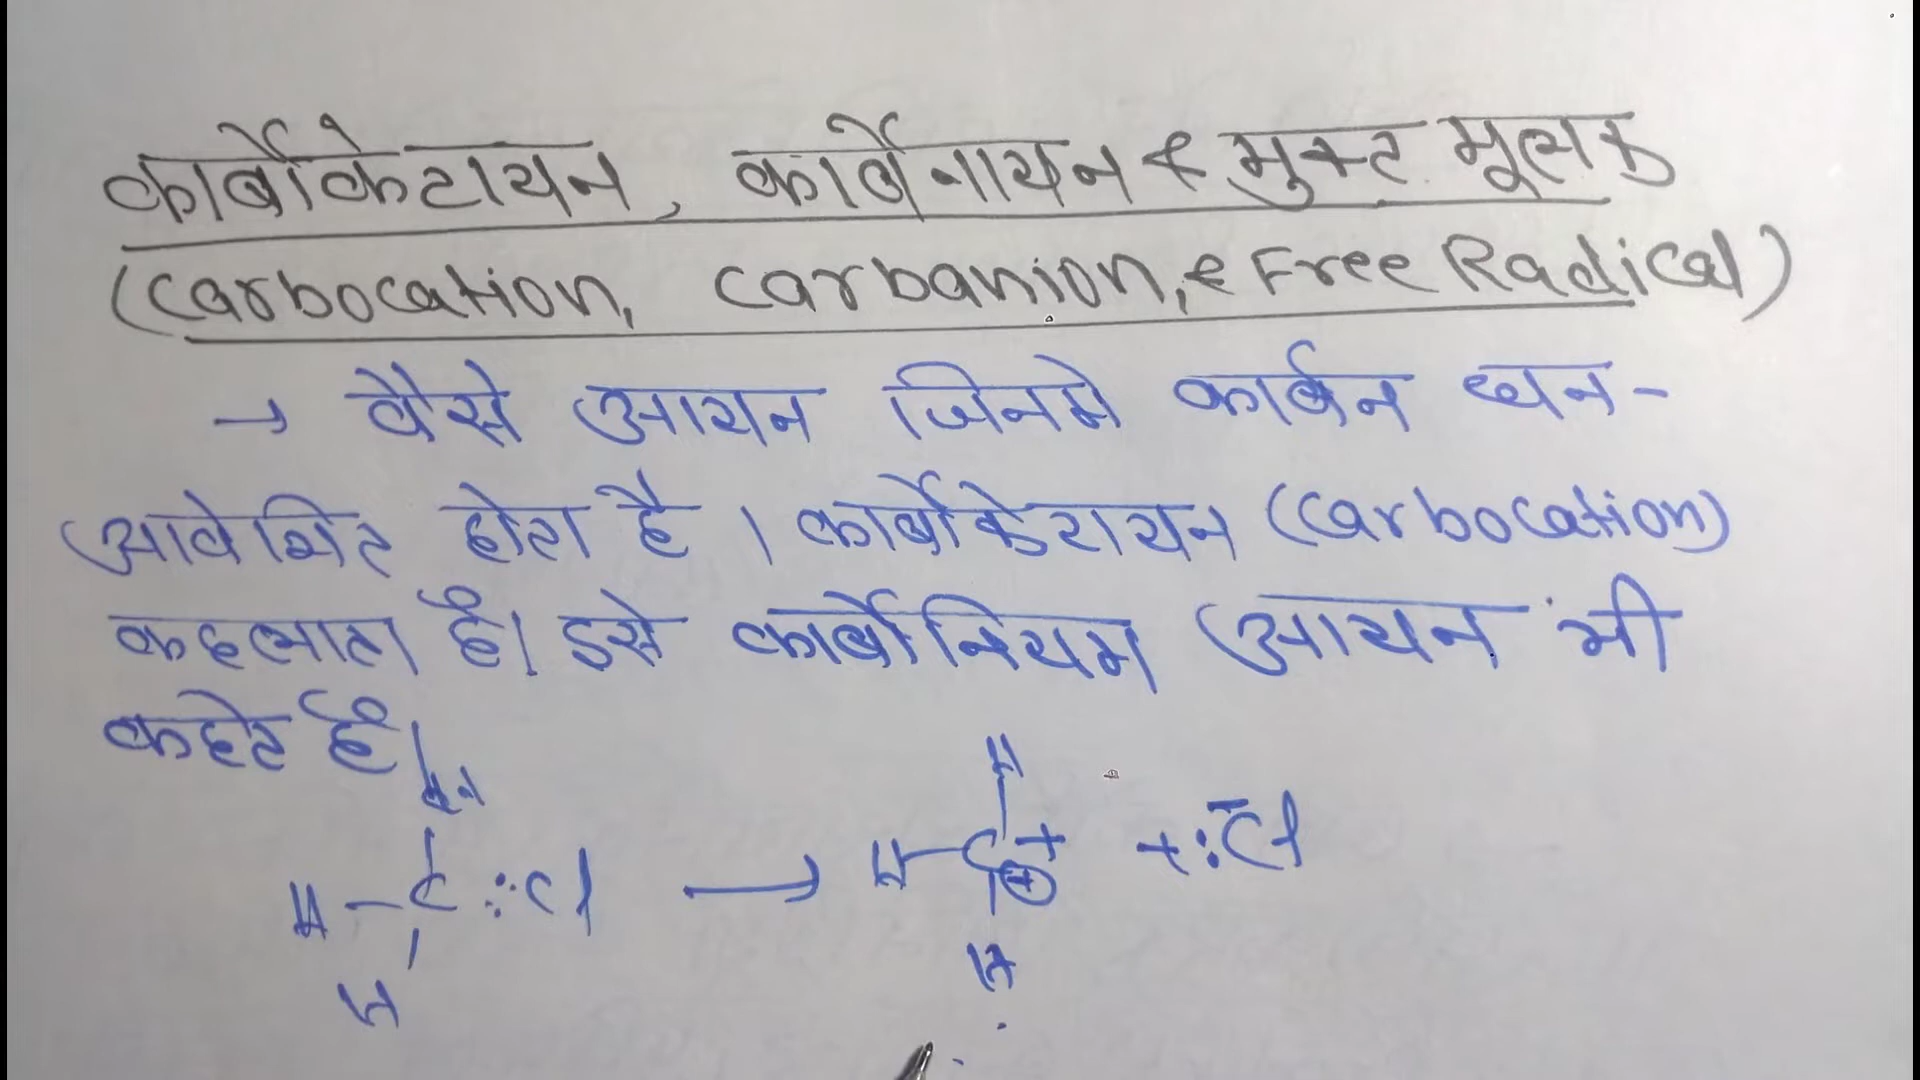 कार्बोकेटायन, कार्बेनायन & मुक्त मूलक
(Carbocation, Carbanion, & Free Radical)
→ वैसे आयन जिनमे कार्बन धन-
आवेशित होता है । कार्बोकेटायन (Carbocation)
कहलाता है। इसे कार्बोनियम आयन भी
कहते है।
H H
H-C:Cl → H-C+ + :Cl
H H